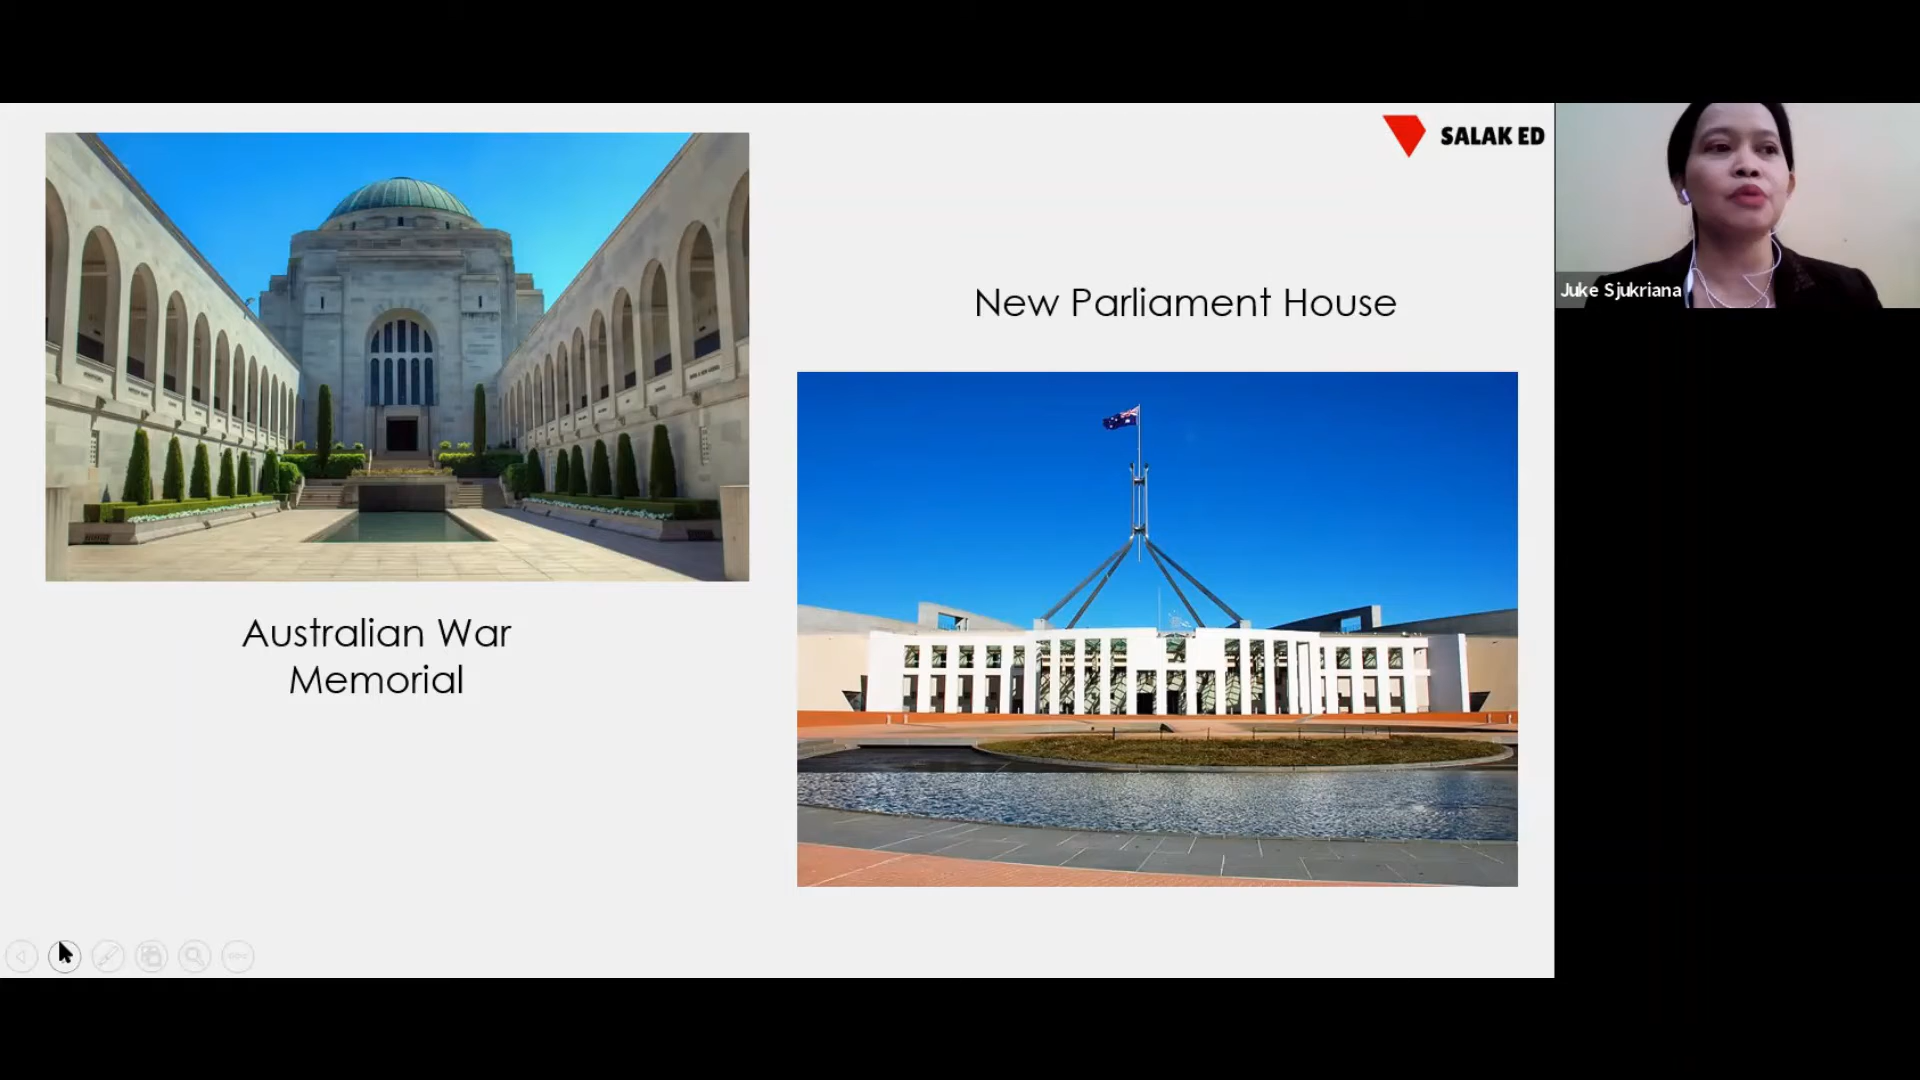 SALAK ED
Juke Sjukriana
New Parliament House
Australian War
Memorial